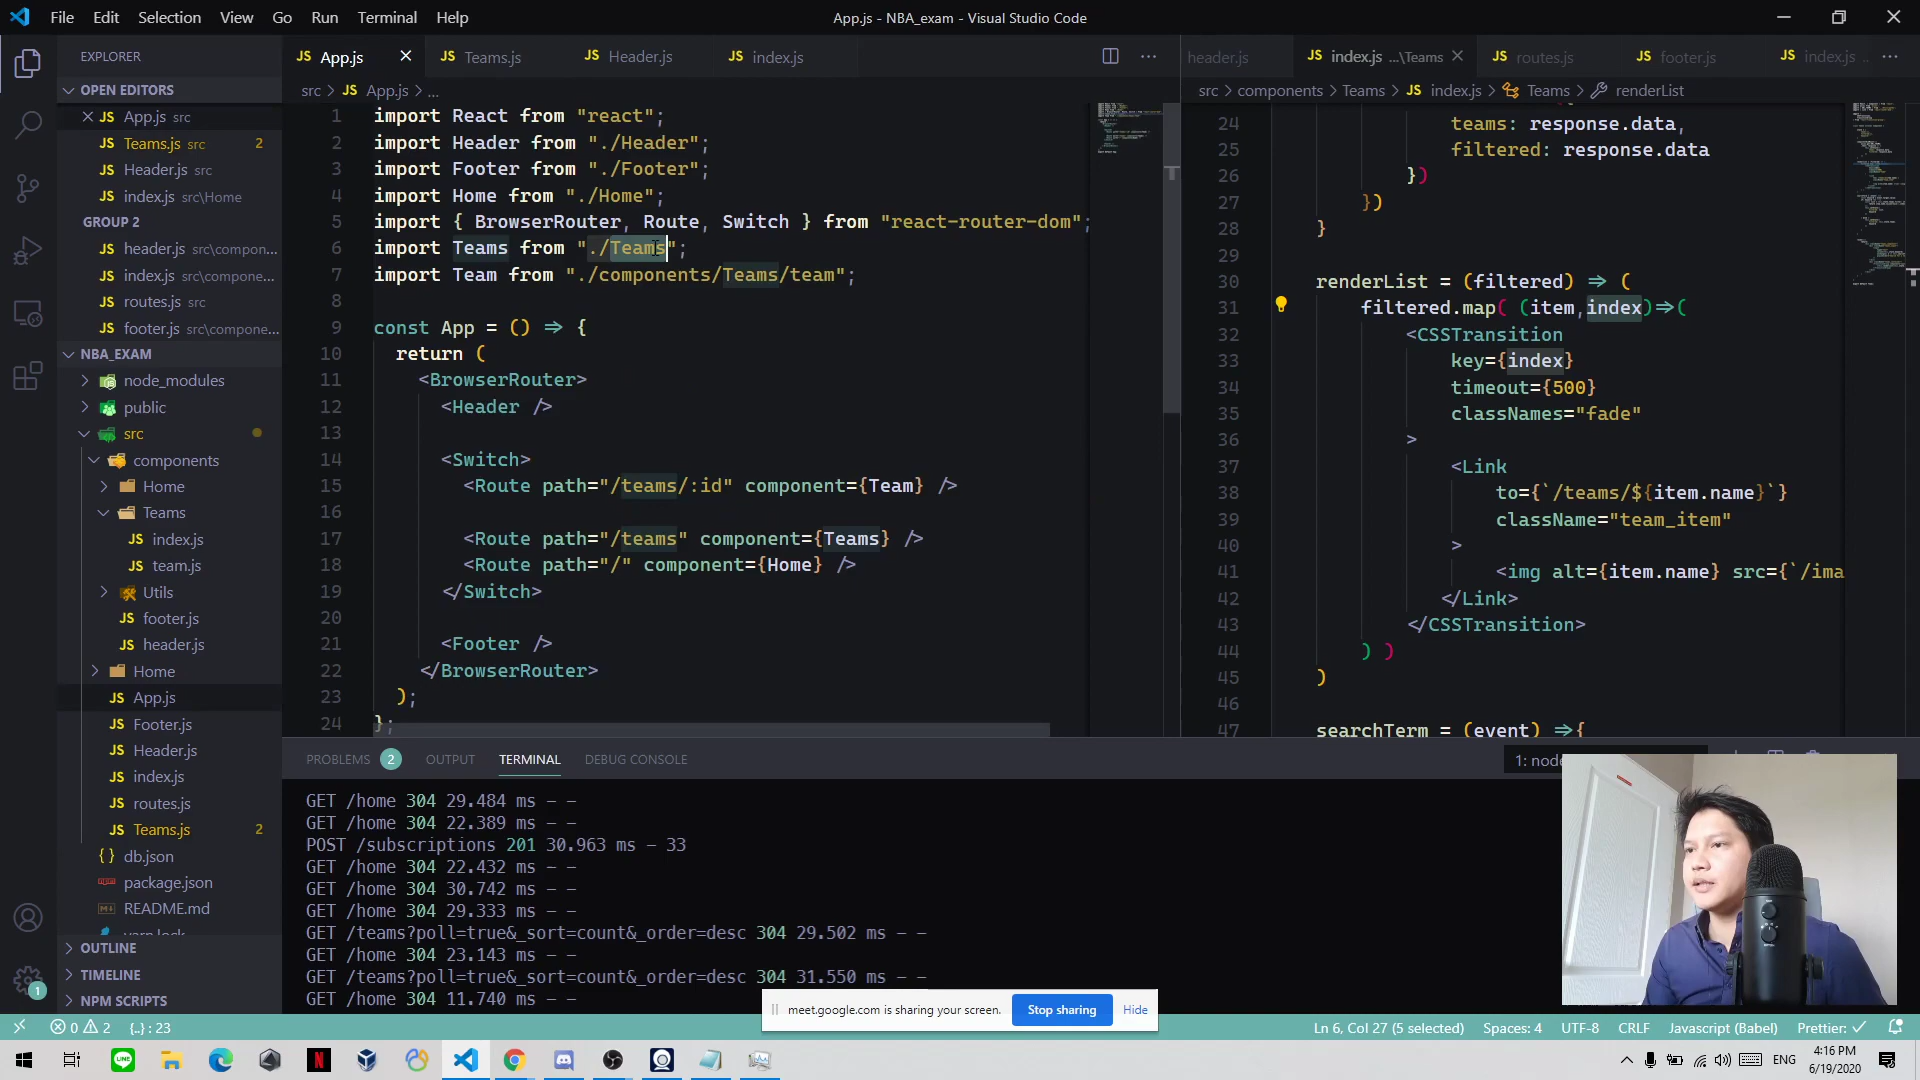 File Edit Selection View Go Run Terminal Help
App.js - NBA_exam - Visual Studio Code
EXPLORER
OPEN EDITORS
App.js src
Teams.js src 2
Header.js src
index.js src\Home
GROUP 2
header.js src\compon...
index.js src\compon...
routes.js src
footer.js src\compone...
NBA_EXAM
node_modules
public
src
components
Home
Teams
index.js
team.js
Utils
footer.js
header.js
Home
App.js
Footer.js
Header.js
index.js
routes.js
Teams.js 2
db.json
package.json
README.md
yarn.lock
OUTLINE
TIMELINE
NPM SCRIPTS
App.js Teams.js Header.js index.js
src > App.js > ...
1 import React from "react";
2 import Header from "./Header";
3 import Footer from "./Footer";
4 import Home from "./Home";
5 import { BrowserRouter, Route, Switch } from "react-router-dom";
6 import Teams from "./Teams";
7 import Team from "./components/Teams/team";
8
9 const App = () => {
10 return (
11 <BrowserRouter>
12 <Header />
13
14 <Switch>
15 <Route path="/teams/:id" component={Team} />
16
17 <Route path="/teams" component={Teams} />
18 <Route path="/" component={Home} />
19 </Switch>
20
21 <Footer />
22 </BrowserRouter>
23 );
24 };
header.js index.js ...\Teams routes.js footer.js index.js ..
src > components > Teams > index.js > Teams > renderList
24 teams: response.data,
25 filtered: response.data
26 })
27 })
28 }
29
30 renderList = (filtered) => (
31 filtered.map( (item,index)=>(
32 <CSSTransition
33 key={index}
34 timeout={500}
35 classNames="fade"
36 >
37 <Link
38 to={`/teams/${item.name}`}
39 className="team_item"
40 >
41 <img alt={item.name} src={`/ima
42 </Link>
43 </CSSTransition>
44 ) )
45 )
46
47 searchTerm = (event) =>{
PROBLEMS 2 OUTPUT TERMINAL DEBUG CONSOLE
1: node
GET /home 304 29.484 ms - -
GET /home 304 22.389 ms - -
POST /subscriptions 201 30.963 ms - 33
GET /home 304 22.432 ms - -
GET /home 304 30.742 ms - -
GET /home 304 29.333 ms - -
GET /teams?poll=true&_sort=count&_order=desc 304 29.502 ms - -
GET /home 304 23.143 ms - -
GET /teams?poll=true&_sort=count&_order=desc 304 31.550 ms - -
GET /home 304 11.740 ms - -
meet.google.com is sharing your screen. Stop sharing Hide
1
0 2 {..} : 23
Ln 6, Col 27 (5 selected) Spaces: 4 UTF-8 CRLF Javascript (Babel) Prettier: ✓
LINE
N
ENG
4:16 PM
6/19/2020